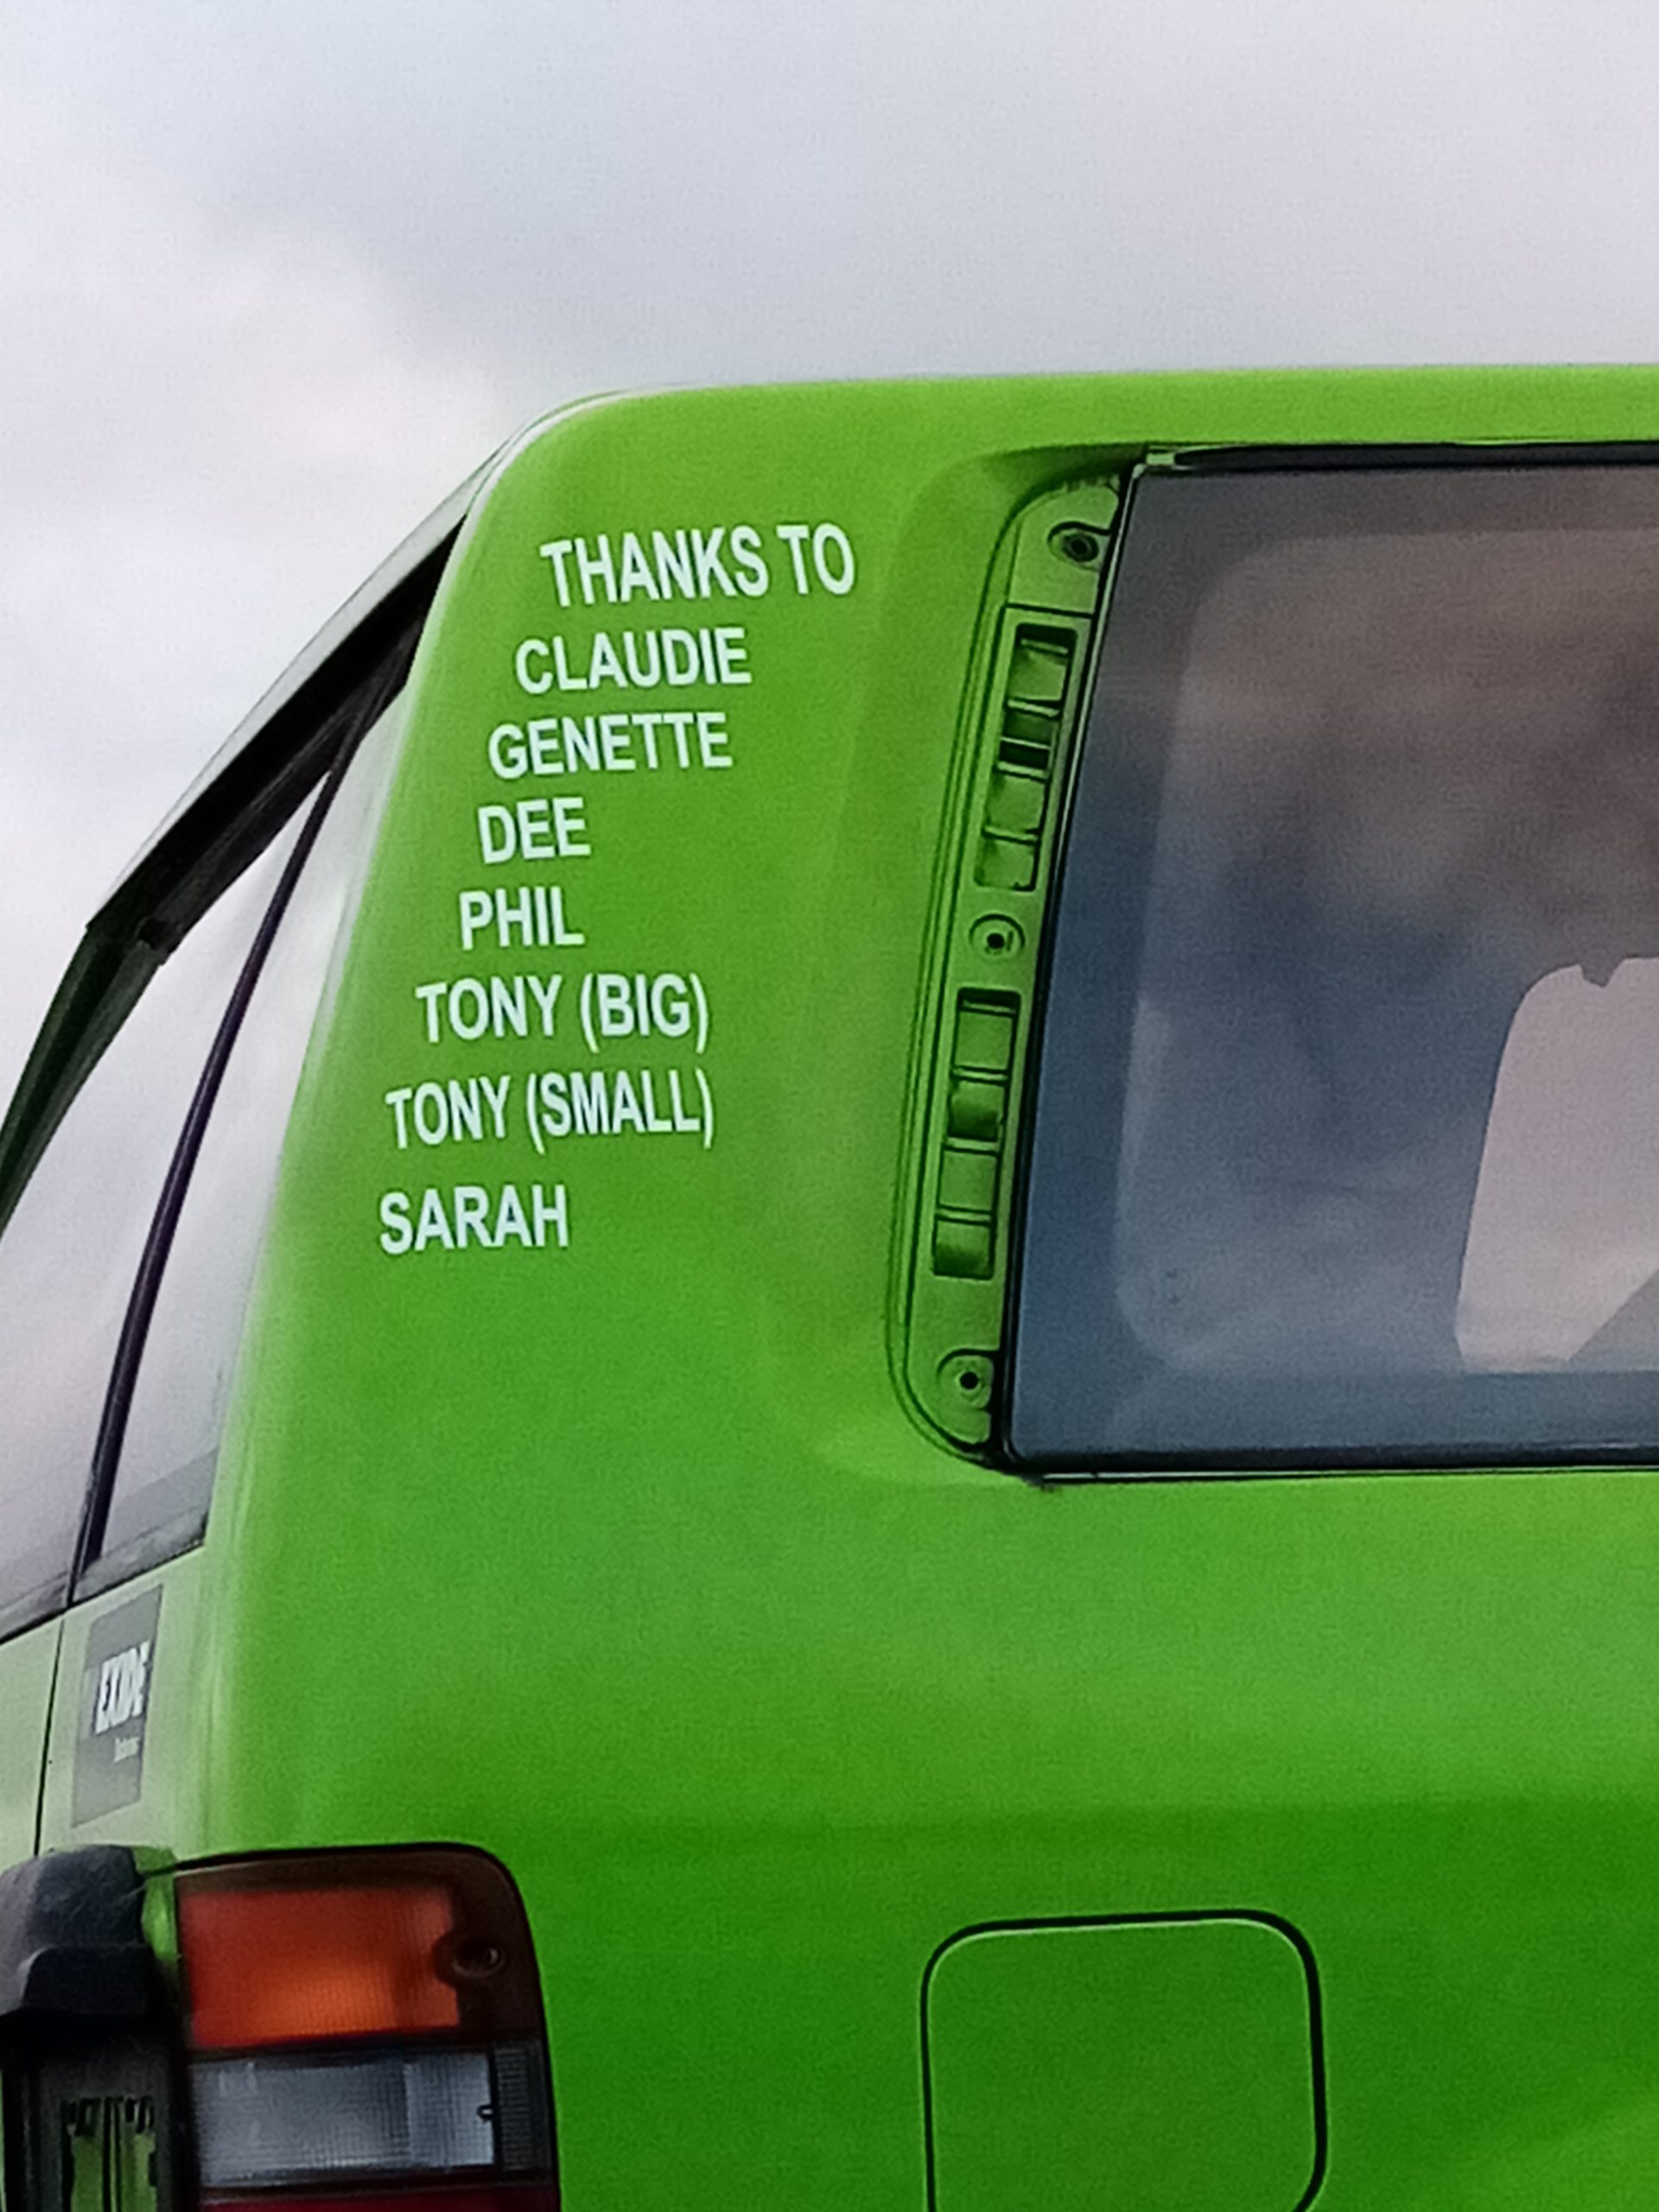 THANKS TO
CLAUDIE
GENETTE
DEE
PHIL
TONY (BIG)
TONY (SMALL)
SARAH
EXIDE